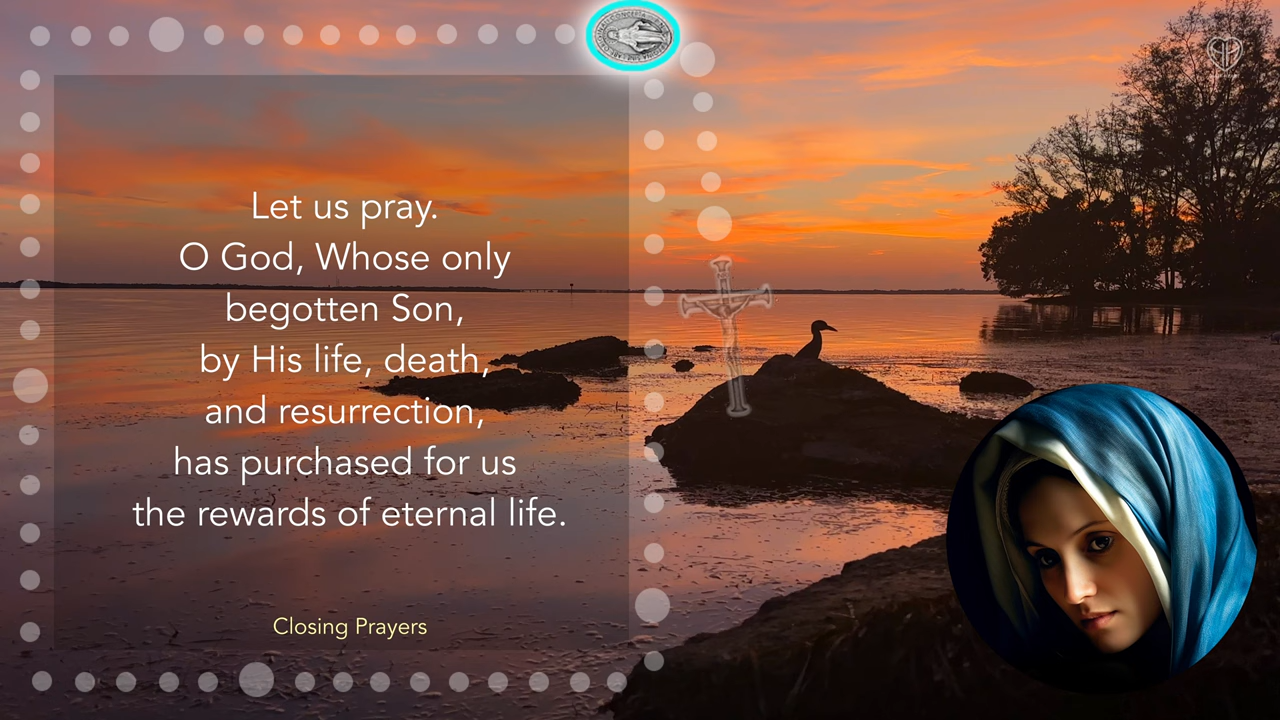 Let us pray.
O God, Whose only
begotten Son,
by His life, death,
and resurrection,
has purchased for us
the rewards of eternal life.
Closing Prayers